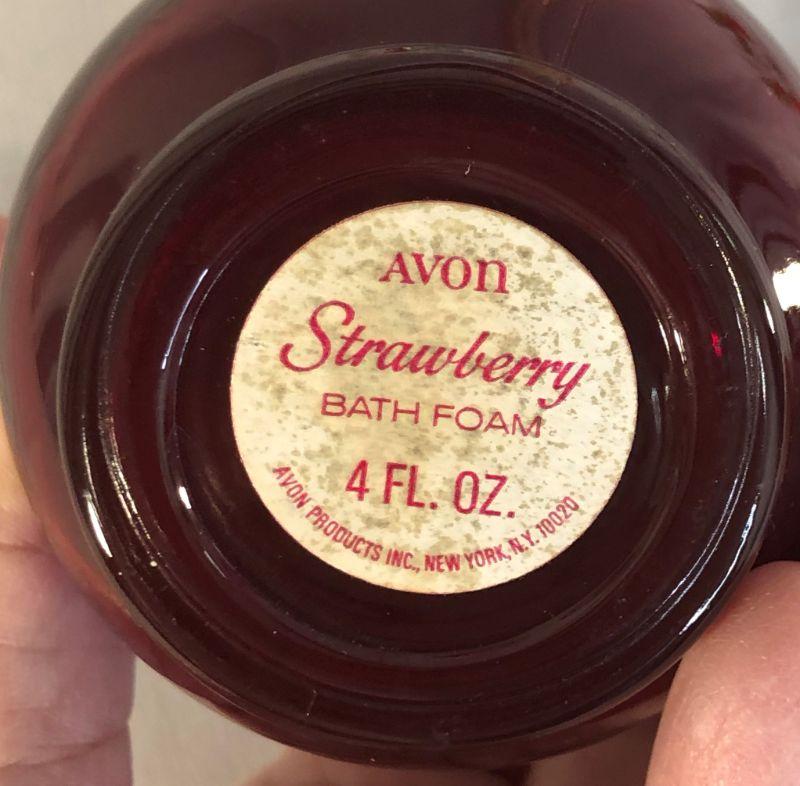 AVON
Strawberry
BATH FOAM
4 FL. OZ.
AVON PRODUCTS INC., NEW YORK, N.Y. 10020